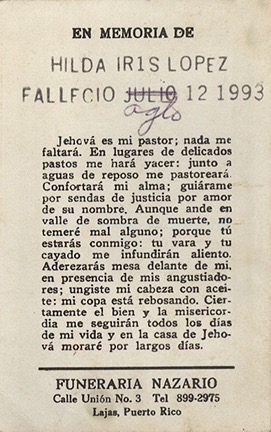 EN MEMORIA DE
HILDA IRIS LOPEZ
FALLECIO JULIO 12 1993
agto
Jehová es mi pastor; nada me
faltará. En lugares de delicados
pastos me hará yacer: junto a
aguas de reposo me pastoreará.
Confortará mi alma; guiárame
por sendas de justicia por amor
de su nombre, Aunque ande en
valle de sombra de muerte, no
temeré mal alguno; porque tú
estarás conmigo: tu vara y tu
cayado me infundirán aliento.
Aderezarás mesa delante de mi,
en presencia de mis angustiado-
res; ungiste mi cabeza con acei-
te: mi copa está rebosando. Cier-
tamente el bien y la misericor-
dia me seguirán todos los días
de mi vida y en la casa de Jeho-
vá moraré por largos días.
FUNERARIA NAZARIO
Calle Unión No. 3 Tel 899-2975
Lajas, Puerto Rico